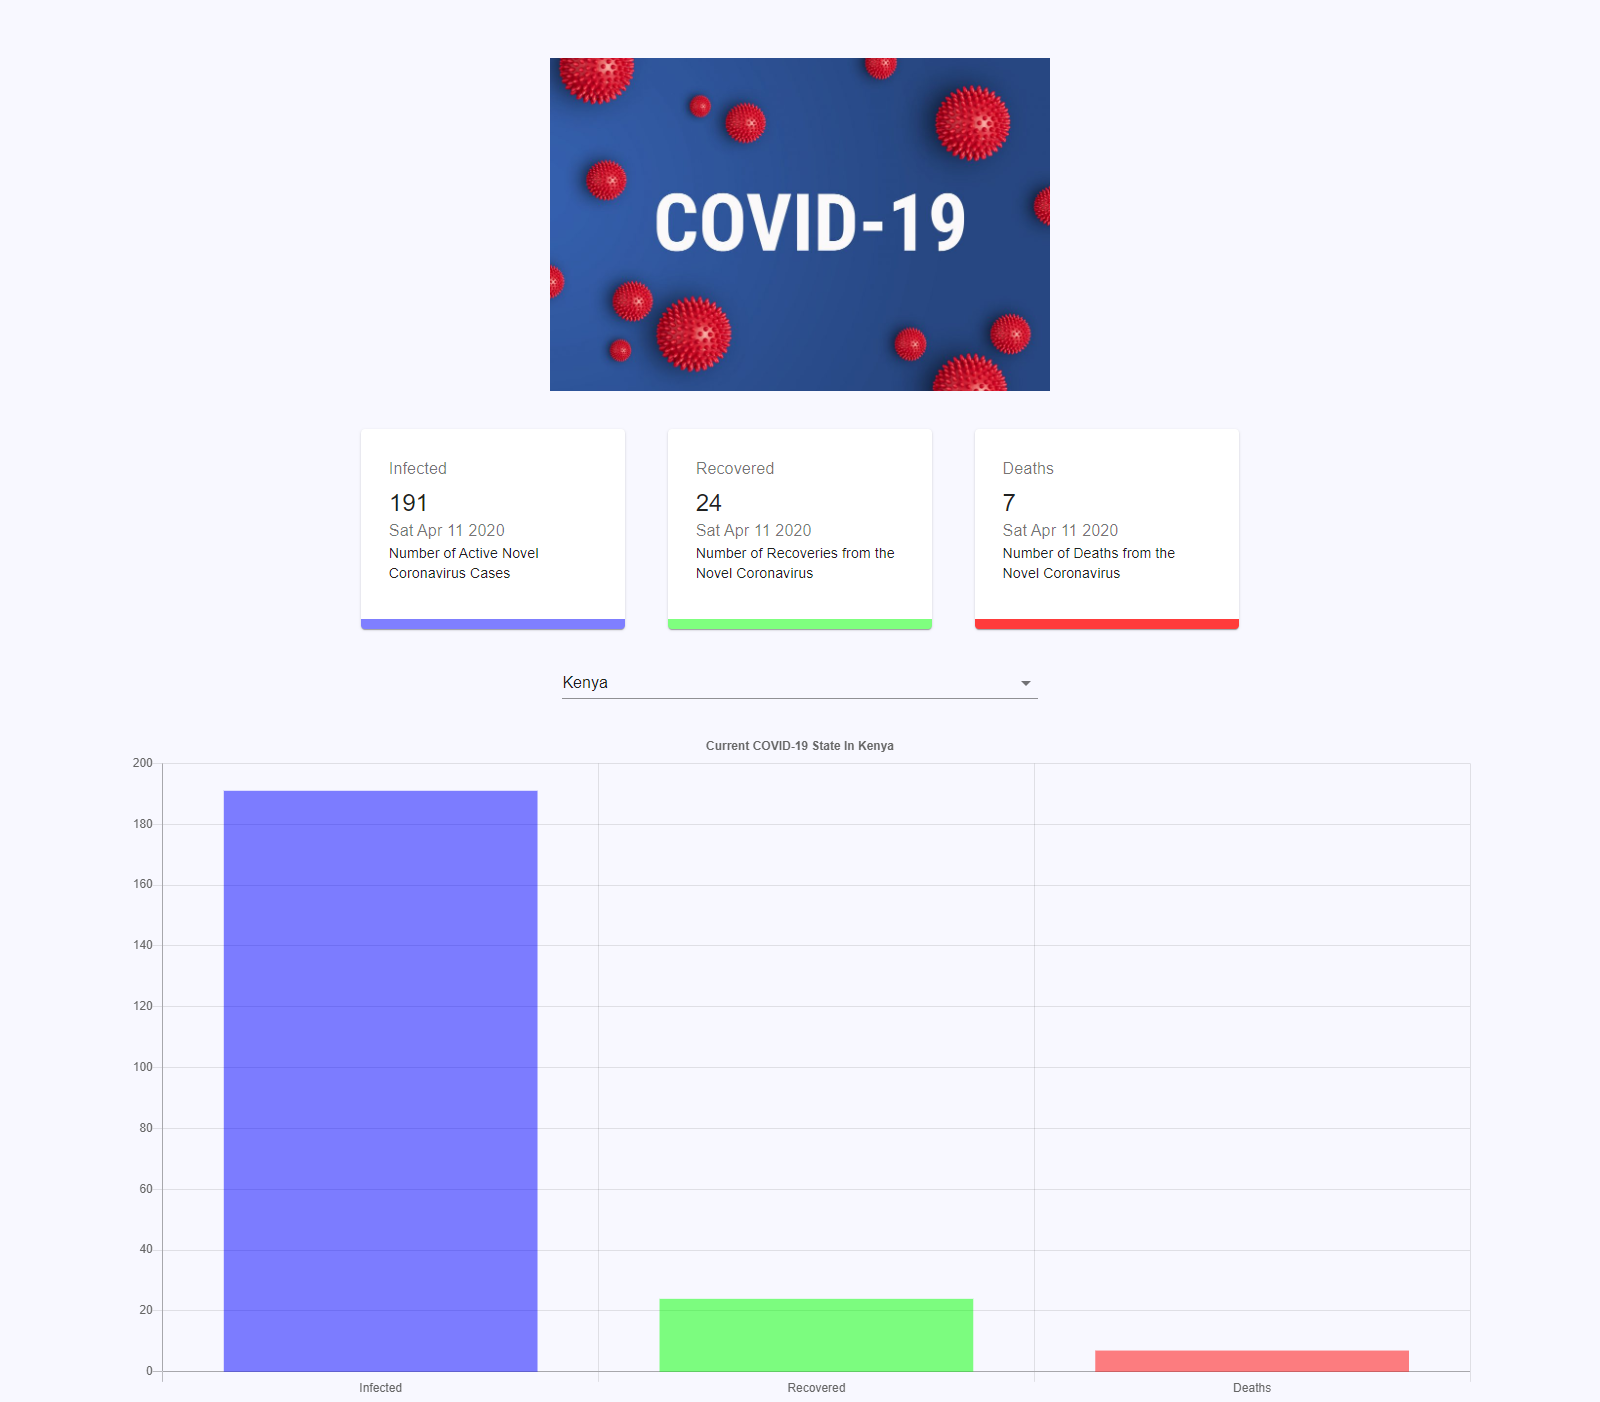 COVID-19
Infected
191
Sat Apr 11 2020
Number of Active Novel
Coronavirus Cases
Recovered
24
Sat Apr 11 2020
Number of Recoveries from the
Novel Coronavirus
Deaths
7
Sat Apr 11 2020
Number of Deaths from the
Novel Coronavirus
Kenya
Current COVID-19 State In Kenya
200
180
160
140
120
100
80
60
40
20
0
Infected
Recovered
Deaths